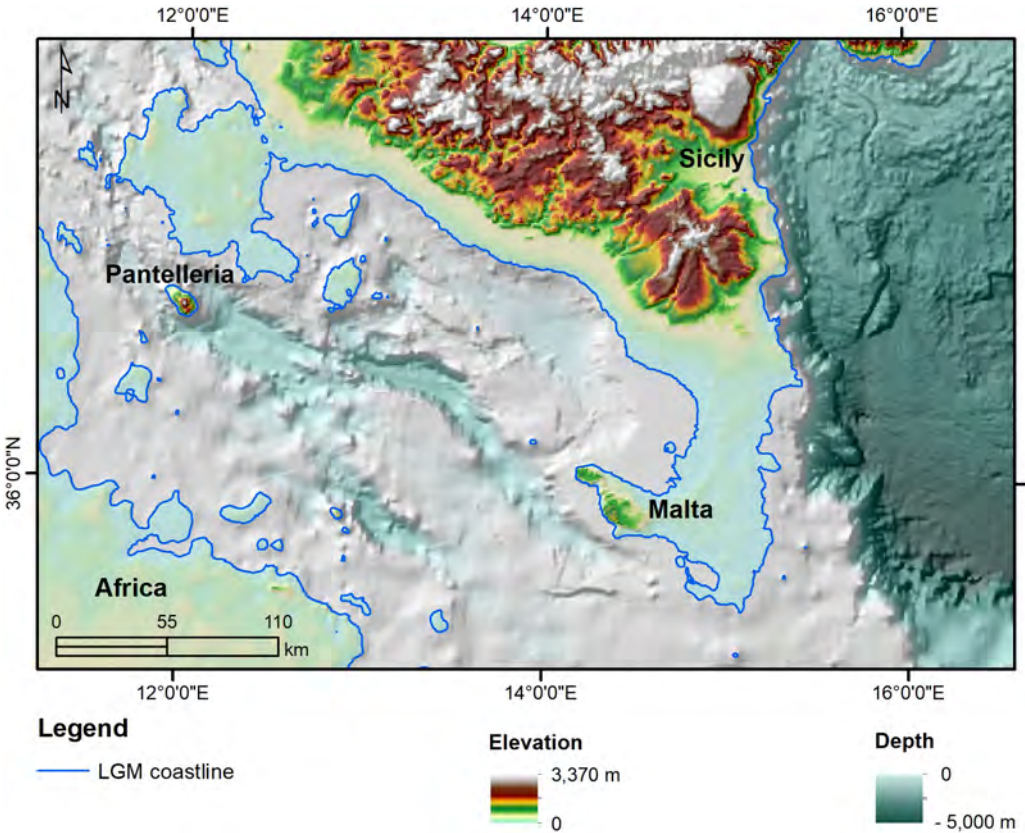 12°0'0"E 14°0'0"E 16°0'0"E
N
Sicily
Pantelleria
36°0'0"N
Malta
Africa
0 55 110
km
12°0'0"E 14°0'0"E 16°0'0"E
Legend
LGM coastline
Elevation
3,370 m
0
Depth
0
- 5,000 m